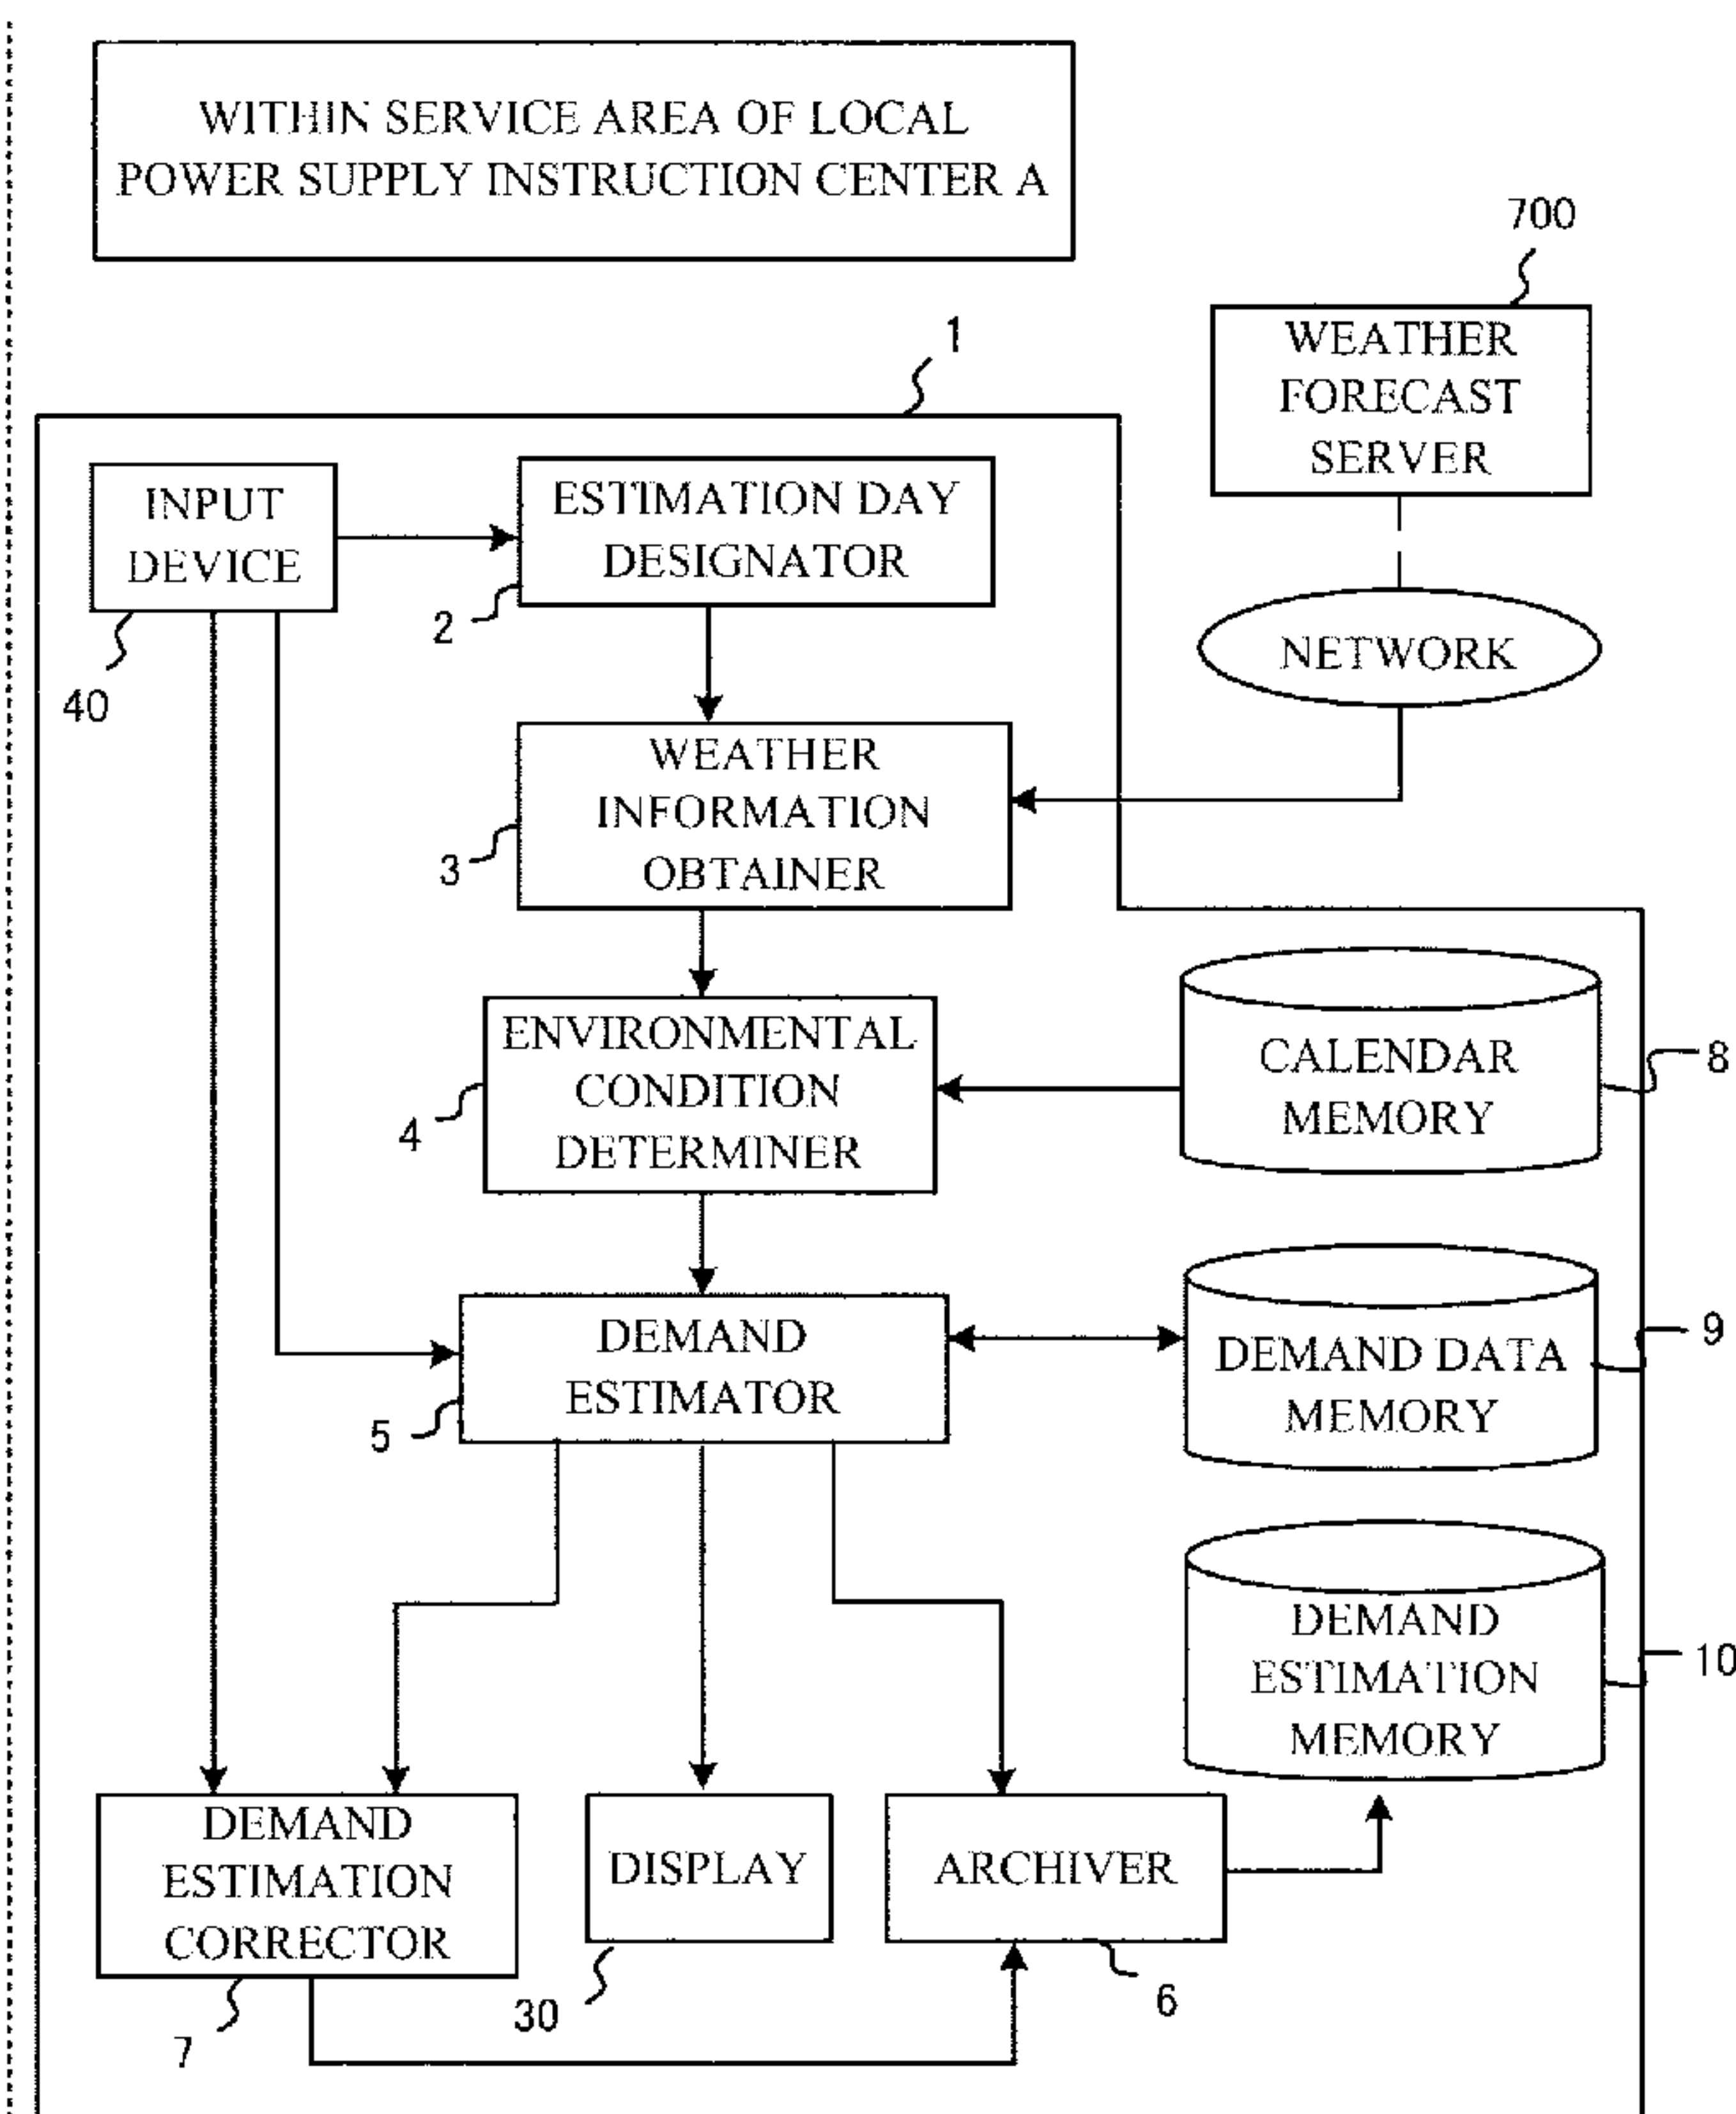 WITHIN SERVICE AREA OF LOCAL
POWER SUPPLY INSTRUCTION CENTER A
700
WEATHER
FORECAST
SERVER
1
INPUT
DEVICE
40
ESTIMATION DAY
DESIGNATOR
2
NETWORK
WEATHER
INFORMATION
OBTAINER
3
ENVIRONMENTAL
CONDITION
DETERMINER
4
CALENDAR
MEMORY
8
DEMAND
ESTIMATOR
5
DEMAND DATA
MEMORY
9
DEMAND
ESTIMATION
MEMORY
10
DEMAND
ESTIMATION
CORRECTOR
7
DISPLAY
30
ARCHIVER
6